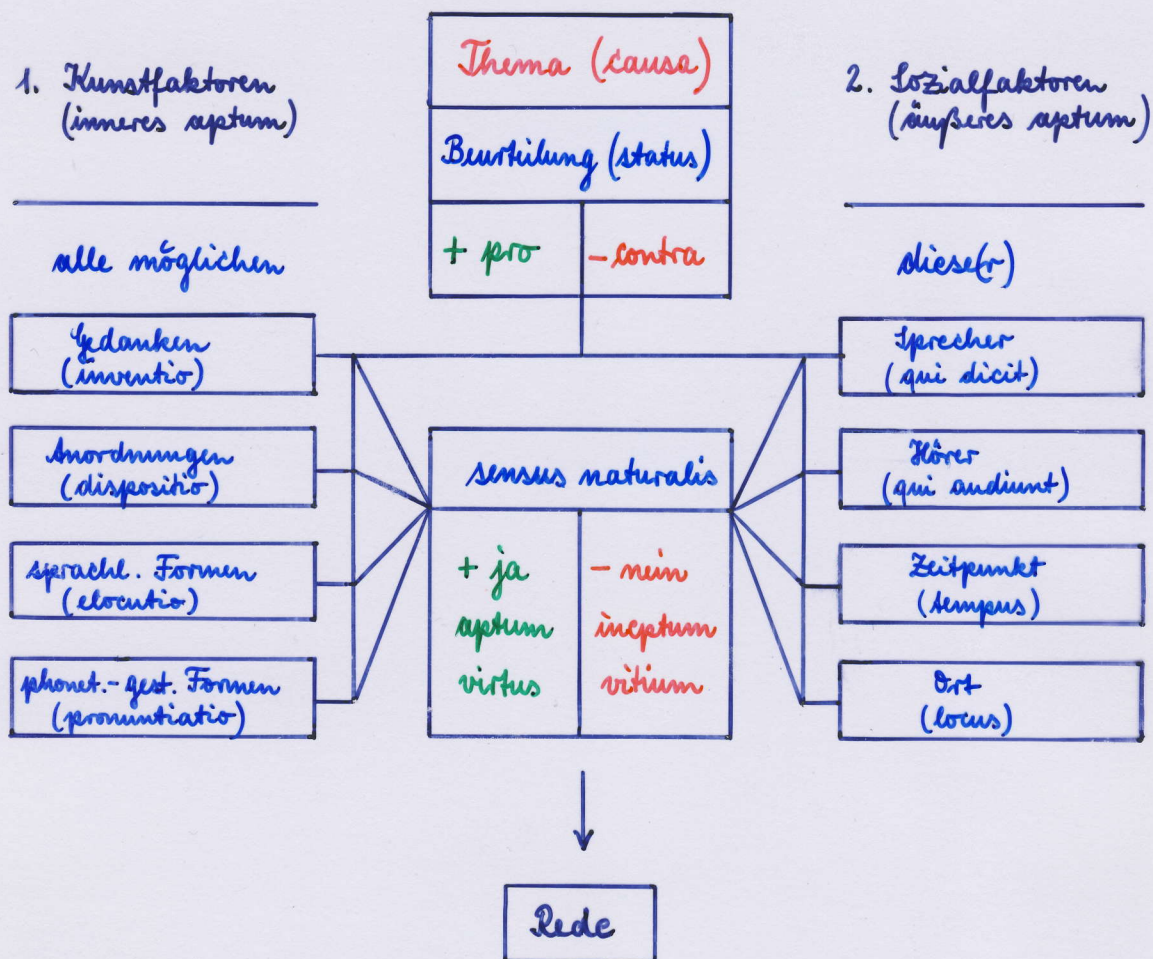 1. Kunstfaktoren
(inneres aptum)
Thema (causa)
Beurteilung (status)
+ pro
- contra
2. Sozialfaktoren
(äußeres aptum)
alle möglichen
Gedanken
(inventio)
Anordnungen
(dispositio)
sprachl. Formen
(elocutio)
phonet.-gest. Formen
(pronuntiatio)
sensus naturalis
+ ja
aptum
virtus
- nein
ineptum
vitium
diese(r)
Sprecher
(qui dicit)
Hörer
(qui audiunt)
Zeitpunkt
(tempus)
Ort
(locus)
Rede